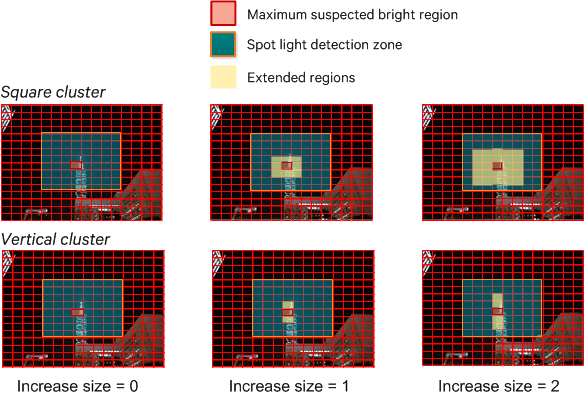 Maximum suspected bright region
Spot light detection zone
Extended regions
Square cluster
Vertical cluster
Increase size = 0
Increase size = 1
Increase size = 2